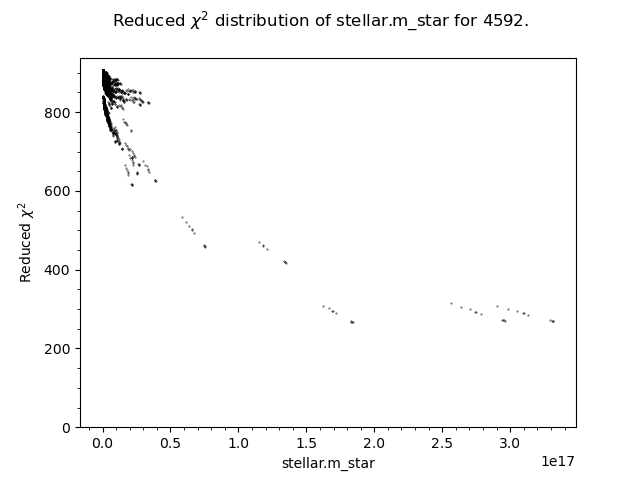 Reduced χ² distribution of stellar.m_star for 4592.
Reduced χ²
800
600
400
200
0
0.0 0.5 1.0 1.5 2.0 2.5 3.0
1e17
stellar.m_star